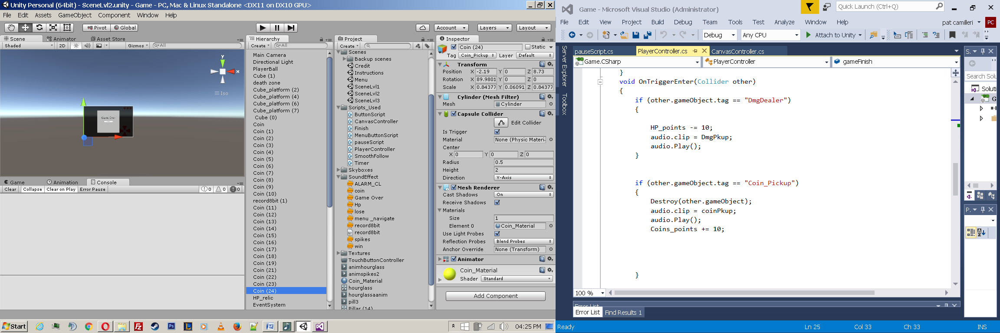 Unity Personal (64bit) - SceneLvl2.unity - Game - PC, Mac & Linux Standalone <DX11 on DX10 GPU>
File Edit Assets GameObject Component Window Help
Pivot Global Account Layers Layout
Scene Animator Asset Store
Shaded 2D Gizmos All
y
x
Iso
Game Over
Game Animation Console
Clear Collapse Clear on Play Error Pause 0 0 0
Hierarchy
Create All
Main Camera
Directional Light
PlayerBall
Cube (1)
death zone
Cube_platform (2)
Cube_platform (4)
Cube_platform (6)
Cube_platform (7)
Cube (0)
Coin
Coin (1)
Coin (2)
Coin (3)
Coin (4)
Coin (5)
Coin (6)
Coin (7)
Coin (8)
Coin (9)
Coin (10)
record8bit (1)
Coin (11)
Coin (12)
Coin (13)
Coin (14)
Coin (15)
Coin (16)
Coin (17)
Coin (18)
Coin (19)
Coin (21)
Coin (22)
Coin (23)
Coin (24)
HP_relic
EventSystem
Project
Create
Scenes
Backup scenes
Credit
Instructions
Menu
SceneLvl1
SceneLvl2
SceneLvl3
Scripts_Used
ButtonScript
CanvasController
Finish
MenuButtonScript
pauseScript
PlayerController
SmoothFollow
Timer
Skyboxes
SoundEffect
ALARM_CL
coin
Game Over
Hp
lose
menu _navigate
record8bit
record8bit
spikes
win
Textures
TouchButtonController
animhourglass
animspikes2
Coin_Material
hourglass
hourglassaanim
pill3
Pillar (14)
Inspector
Coin (24) Static
Tag Coin_Pickup Layer Default
Transform
Position X -2.19 Y 0 Z 8.73
Rotation X 89.9801 Y 0 Z 0
Scale X 0.84377 Y 0.06091 Z 0.84377
Cylinder (Mesh Filter)
Mesh Cylinder
Capsule Collider
Edit Collider
Is Trigger
Material None (Physic Materi
Center
X 0 Y 0 Z 0
Radius 0.5
Height 2
Direction Y-Axis
Mesh Renderer
Cast Shadows On
Receive Shadows
Materials
Size 1
Element 0 Coin_Material
Use Light Probes
Reflection Probes Blend Probes
Anchor Override None (Transform)
Animator
Coin_Material
Shader Standard
Add Component
Start 04:25 PM
Game - Microsoft Visual Studio (Administrator) Quick Launch (Ctrl+Q)
File Edit View Project Build Debug Team Tools Test Analyze Window Help pat camilleri PC
Debug Any CPU Attach to Unity
Server Explorer
Toolbox
pauseScript.cs PlayerController.cs CanvasController.cs
Game.CSharp PlayerController gameFinish
}
void OnTriggerEnter(Collider other)
{
if (other.gameObject.tag == "DmgDealer")
{
HP_points -= 10;
audio.clip = DmgPkup;
audio.Play();
}
if (other.gameObject.tag == "Coin_Pickup")
{
Destroy(other.gameObject);
audio.clip = coinPkup;
audio.Play();
Coins_points += 10;
}
100 %
Error List
Error List Find Results 1
S..
Search Solu
Soluti
G
P..
Ready Ln 25 Col 33 Ch 33 INS